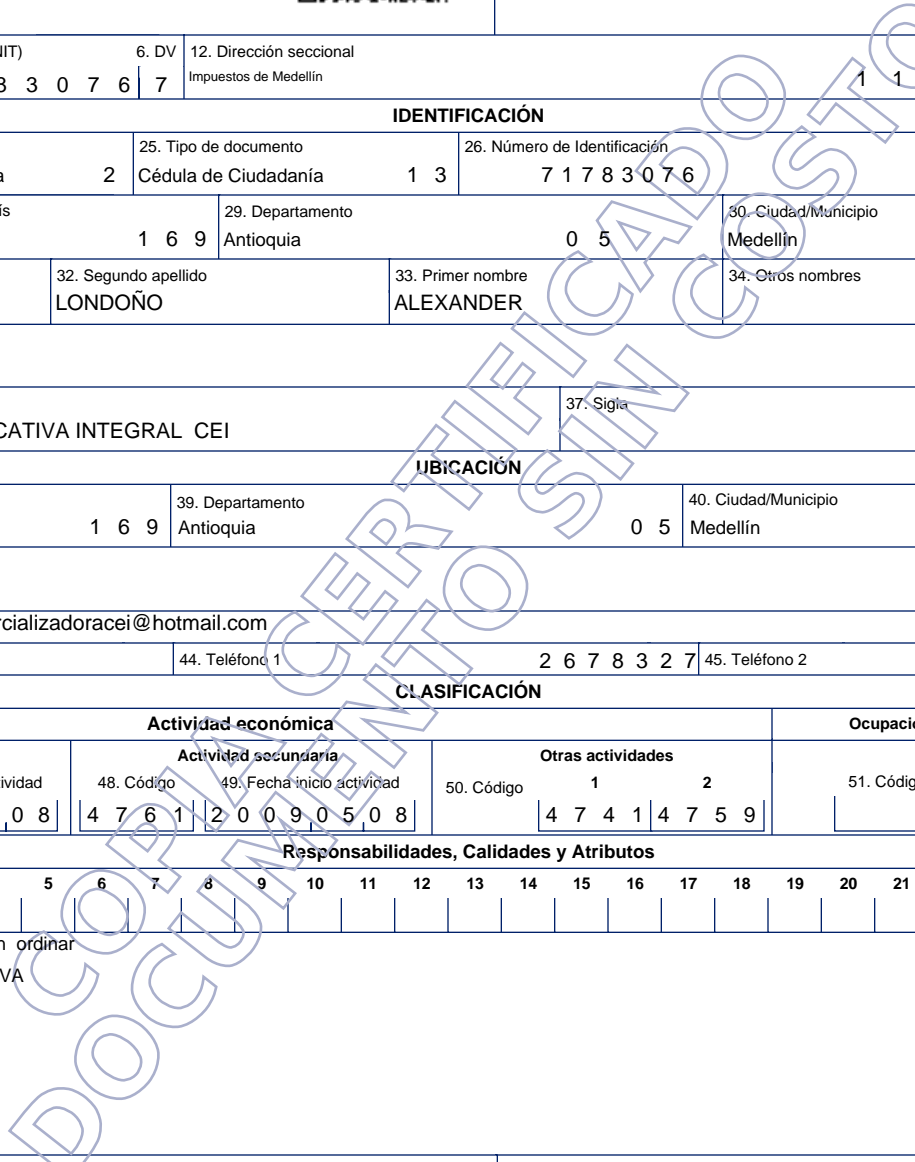 6. DV 12. Dirección seccional
3 0 7 6 7 Impuestos de Medellín 1 1
IDENTIFICACIÓN
25. Tipo de documento 26. Número de Identificación
2 Cédula de Ciudadanía 1 3 7 1 7 8 3 0 7 6
29. Departamento 30. Ciudad/Municipio
1 6 9 Antioquia 0 5 Medellín
32. Segundo apellido 33. Primer nombre 34. Otros nombres
LONDOÑO ALEXANDER
37. Sigla
CATIVA INTEGRAL CEI
UBICACIÓN
39. Departamento 40. Ciudad/Municipio
1 6 9 Antioquia 0 5 Medellín
rcializadoracei@hotmail.com
44. Teléfono 1 2 6 7 8 3 2 7 45. Teléfono 2
CLASIFICACIÓN
Actividad económica Ocupació
Actividad secundaria Otras actividades
ividad 48. Código 49. Fecha inicio actividad 50. Código 1 2 51. Códig
0 8 4 7 6 1 2 0 0 9 0 5 0 8 4 7 4 1 4 7 5 9
Responsabilidades, Calidades y Atributos
5 6 7 8 9 10 11 12 13 14 15 16 17 18 19 20 21
n ordinar
VA
COPIA CERTIFICADO
DOCUMENTO SIN COSTO